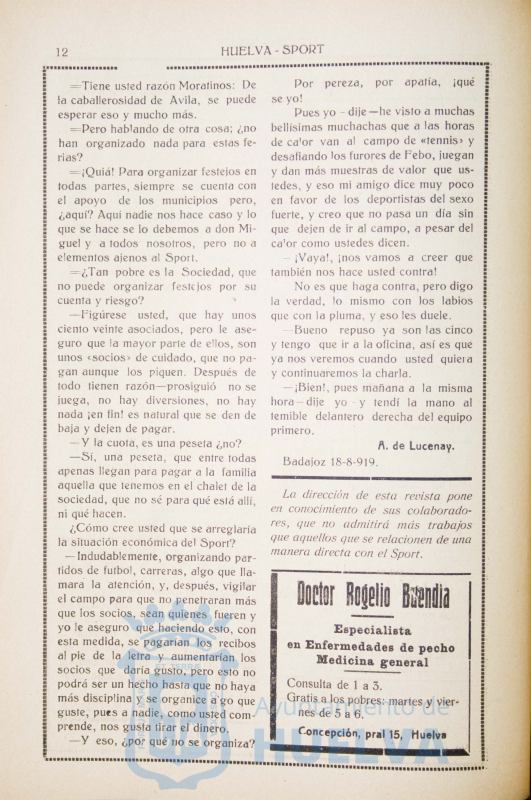 12
HUELVA - SPORT
=Tiene usted razón Moratinos: De
la caballerosidad de Avila, se puede
esperar eso y mucho más.
=Pero hablando de otra cosa; ¿no
han organizado nada para estas fe-
rias?
=¡Quiá! Para organizar festejos en
todas partes, siempre se cuenta con
el apoyo de los municipios pero,
¿aquí? Aquí nadie nos hace caso y lo
que se hace se lo debemos a don Mi-
guel y a todos nosotros, pero no a
elementos ajenos al Sport.
=¿Tan pobre es la Sociedad, que
no puede organizar festejos por su
cuenta y riesgo?
—Figúrese usted, que hay unos
ciento veinte asociados, pero le ase-
guro que la mayor parte de ellos, son
unos «socios» de cuidado, que no pa-
gan aunque los piquen. Después de
todo tienen razón—prosiguió no se
juega, no hay diversiones, no hay
nada ¡en fin! es natural que se den de
baja y dejen de pagar.
—Y la cuota, es una peseta ¿no?
—Sí, una peseta, que entre todas
apenas llegan para pagar a la familia
aquella que tenemos en el chalet de la
sociedad, que no sé para qué está allí,
ni qué hacen.
¿Cómo cree usted que se arreglaría
la situación económica del Sport?
—Indudablemente, organizando par-
tidos de futbol, carreras, algo que lla-
mara la atención, y, después, vigilar
el campo para que no penetraran más
que los socios, sean quienes fueren y
yo le aseguro que haciendo esto, con
esta medida, se pagarían los recibos
al pie de la letra y aumentarían los
socios que daría gusto, pero esto no
podrá ser un hecho hasta que no haya
más disciplina y se organice a'go que
guste, pues a nadie, como usted com-
prende, nos gusta tirar el dinero.
—Y eso, ¿por qué no se organiza?
Por pereza, por apatía, ¡qué
se yo!
Pues yo - dije —he visto a muchas
bellísimas muchachas que a las horas
de ca'or van al campo de «tennis» y
desafiando los furores de Febo, juegan
y dan más muestras de valor que us-
tedes, y eso mi amigo dice muy poco
en favor de los deportistas del sexo
fuerte, y creo que no pasa un día sin
que dejen de ir al campo, a pesar del
ca'or como ustedes dicen.
— ¡Vaya!, ¡nos vamos a creer que
también nos hace usted contra!
No es que haga contra, pero digo
la verdad, lo mismo con los labios
que con la pluma, y eso les duele.
—Bueno repuso ya son las cinco
y tengo que ir a la oficina, así es que
ya nos veremos cuando usted quiera
y continuaremos la charla.
—¡Bien!, pues mañana a la misma
hora—dije yo - y tendí la mano al
temible delantero derecha del equipo
primero.
A. de Lucenay.
Badajoz 18-8-919.
La dirección de esta revista pone
en conocimiento de sus colaborado-
res, que no admitirá más trabajos
que aquellos que se relacionen de una
manera directa con el Sport.
Doctor Rogelio Buendia
Especialista
en Enfermedades de pecho
Medicina general
Consulta de 1 a 3.
Gratis a los pobres: martes y vier-
nes de 5 a 6.
Concepción, pral 15, Huelva
Ayuntamiento de
HUELVA